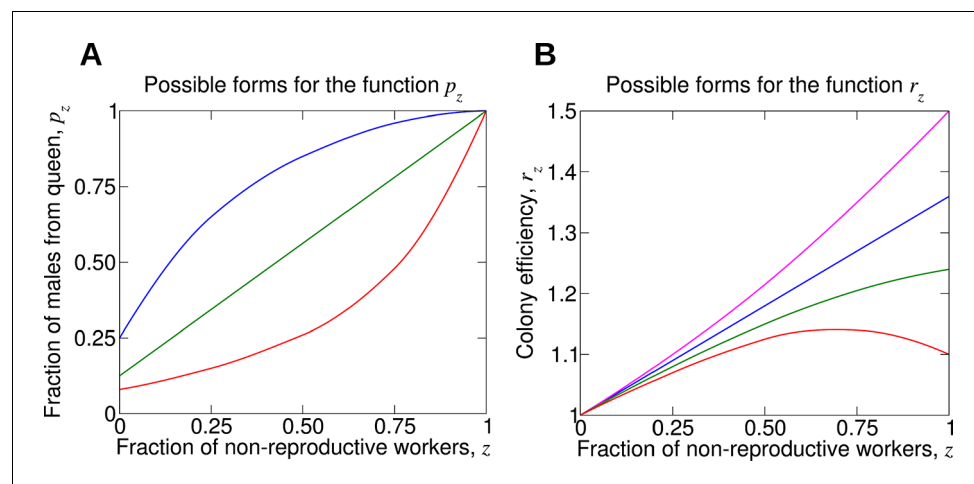 A
Possible forms for the function p_z
Fraction of males from queen, p_z
1
0.75
0.50
0.25
0
0 0.25 0.50 0.75 1
Fraction of non-reproductive workers, z
B
Possible forms for the function r_z
Colony efficiency, r_z
1.5
1.4
1.3
1.2
1.1
1
0 0.25 0.50 0.75 1
Fraction of non-reproductive workers, z